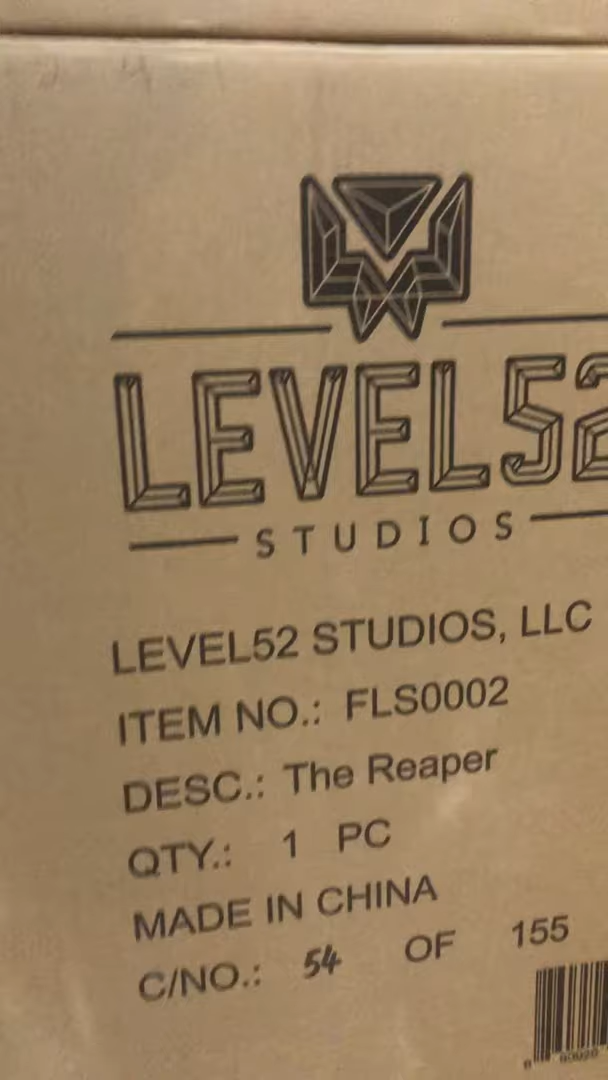 LEVEL52
STUDIOS
LEVEL52 STUDIOS, LLC
ITEM NO.: FLS0002
DESC.: The Reaper
QTY.: 1 PC
MADE IN CHINA
C/NO.: 54 OF 155